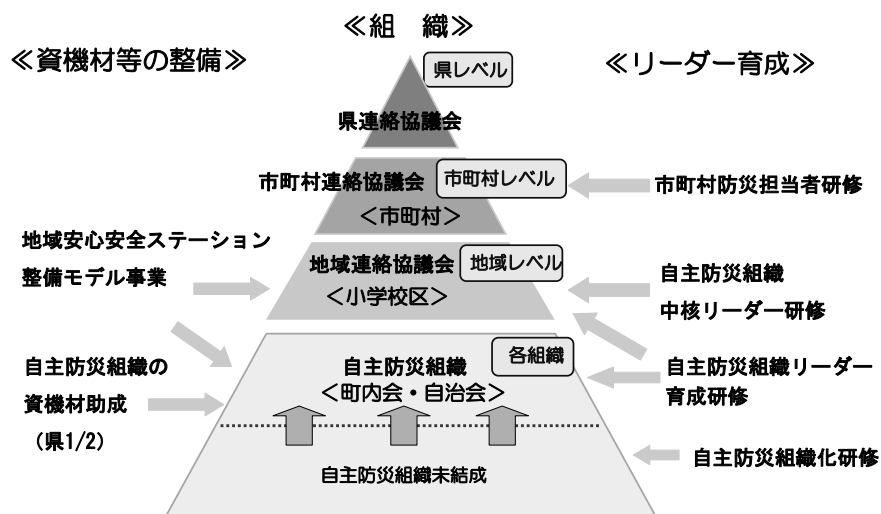 ≪組　織≫
≪資機材等の整備≫
≪リーダー育成≫
県レベル
県連絡協議会
市町村レベル
市町村連絡協議会
＜市町村＞
市町村防災担当者研修
地域安心安全ステーション
整備モデル事業
地域レベル
地域連絡協議会
＜小学校区＞
自主防災組織
中核リーダー研修
各組織
自主防災組織
＜町内会・自治会＞
自主防災組織の
資機材助成
（県1/2）
自主防災組織リーダー
育成研修
自主防災組織未結成
自主防災組織化研修